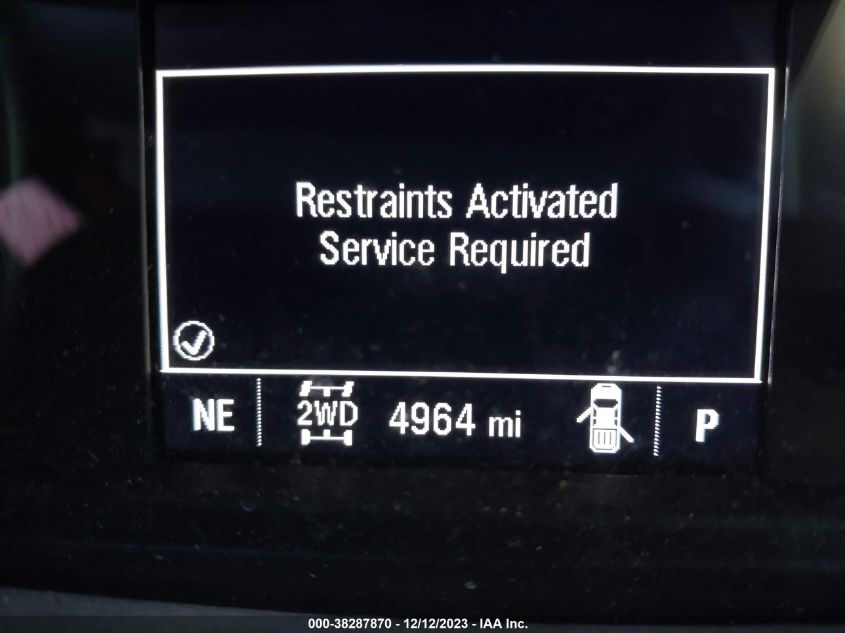 Restraints Activated
Service Required
NE 2WD 4964 mi P
000-38287870 - 12/12/2023 - IAA Inc.